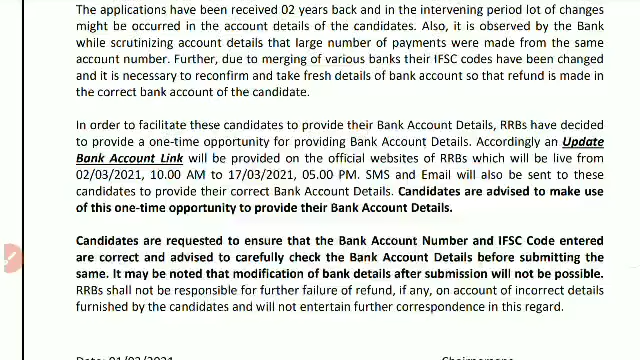 The applications have been received 02 years back and in the intervening period lot of changes
might be occurred in the account details of the candidates. Also, it is observed by the Bank
while scrutinizing account details that large number of payments were made from the same
account number. Further, due to merging of various banks their IFSC codes have been changed
and it is necessary to reconfirm and take fresh details of bank account so that refund is made in
the correct bank account of the candidate.
In order to facilitate these candidates to provide their Bank Account Details, RRBs have decided
to provide a one-time opportunity for providing Bank Account Details. Accordingly an Update
Bank Account Link will be provided on the official websites of RRBs which will be live from
02/03/2021, 10.00 AM to 17/03/2021, 05.00 PM. SMS and Email will also be sent to these
candidates to provide their correct Bank Account Details. Candidates are advised to make use
of this one-time opportunity to provide their Bank Account Details.
Candidates are requested to ensure that the Bank Account Number and IFSC Code entered
are correct and advised to carefully check the Bank Account Details before submitting the
same. It may be noted that modification of bank details after submission will not be possible.
RRBs shall not be responsible for further failure of refund, if any, on account of incorrect details
furnished by the candidates and will not entertain further correspondence in this regard.
Date: 01/03/2021 Chairpersons